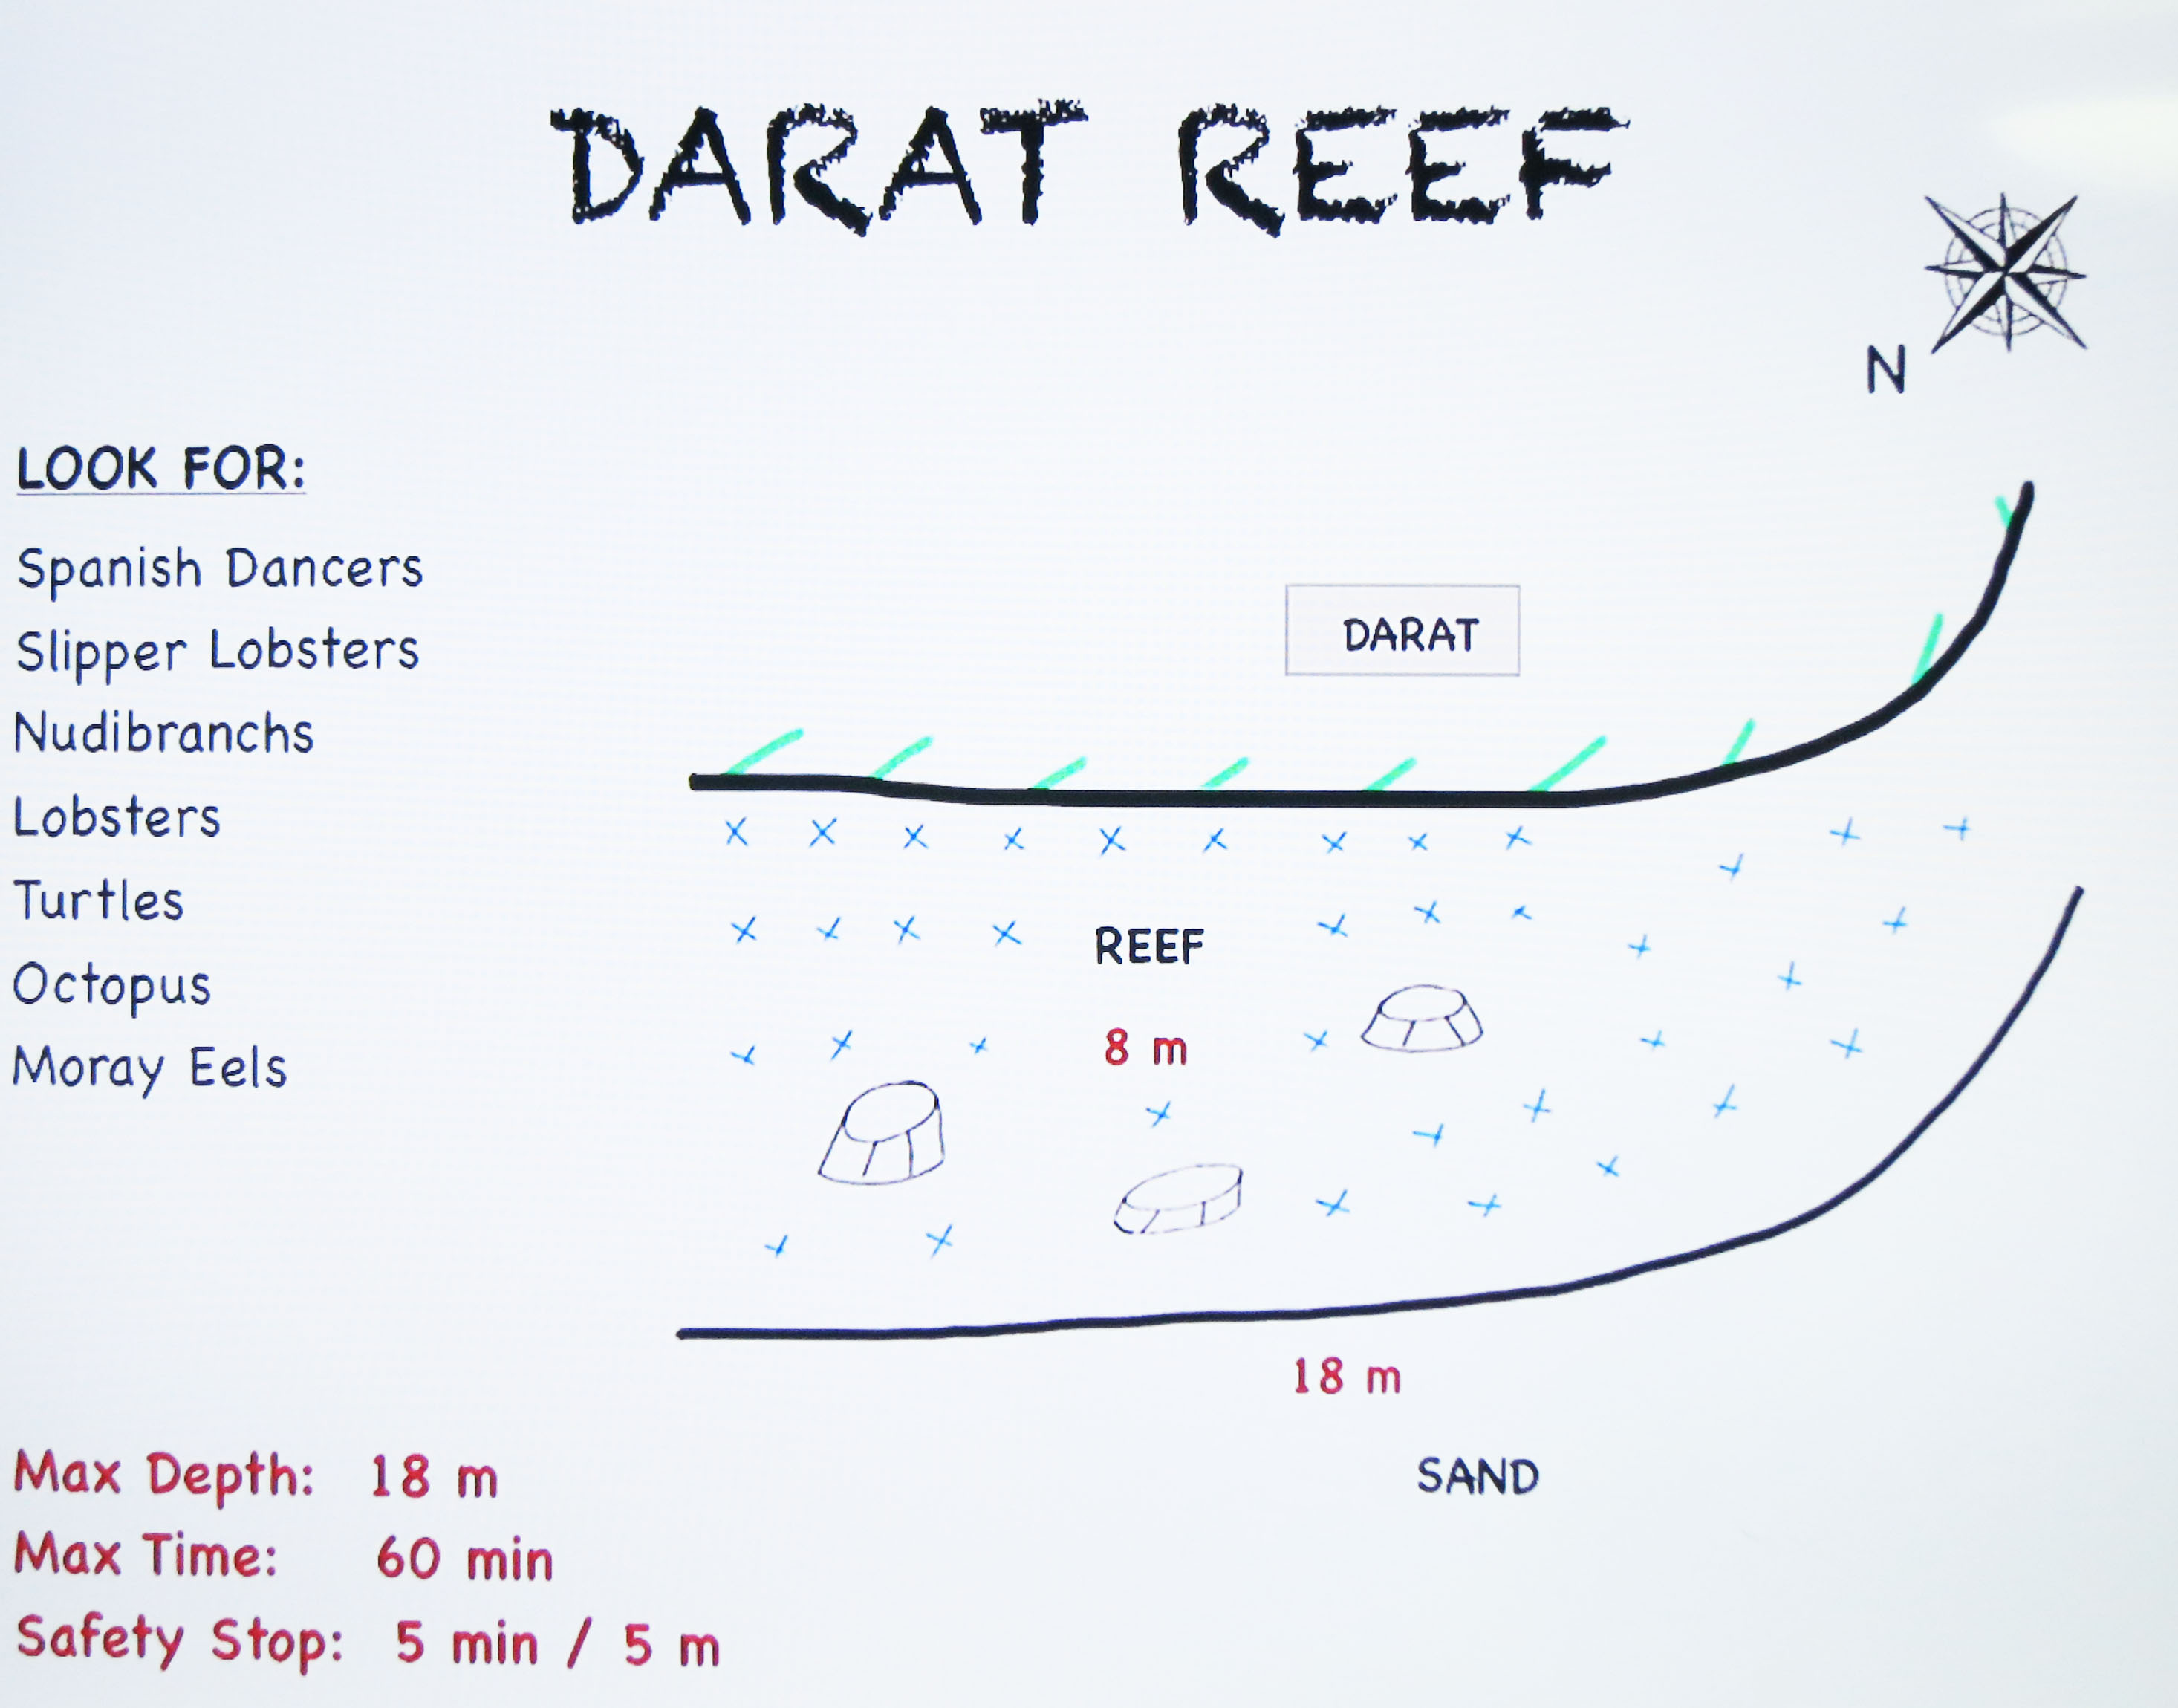 DARAT REEF
N
LOOK FOR:
Spanish Dancers
Slipper Lobsters
Nudibranchs
Lobsters
Turtles
Octopus
Moray Eels
DARAT
REEF
8 m
18 m
SAND
Max Depth: 18 m
Max Time: 60 min
Safety Stop: 5 min / 5 m